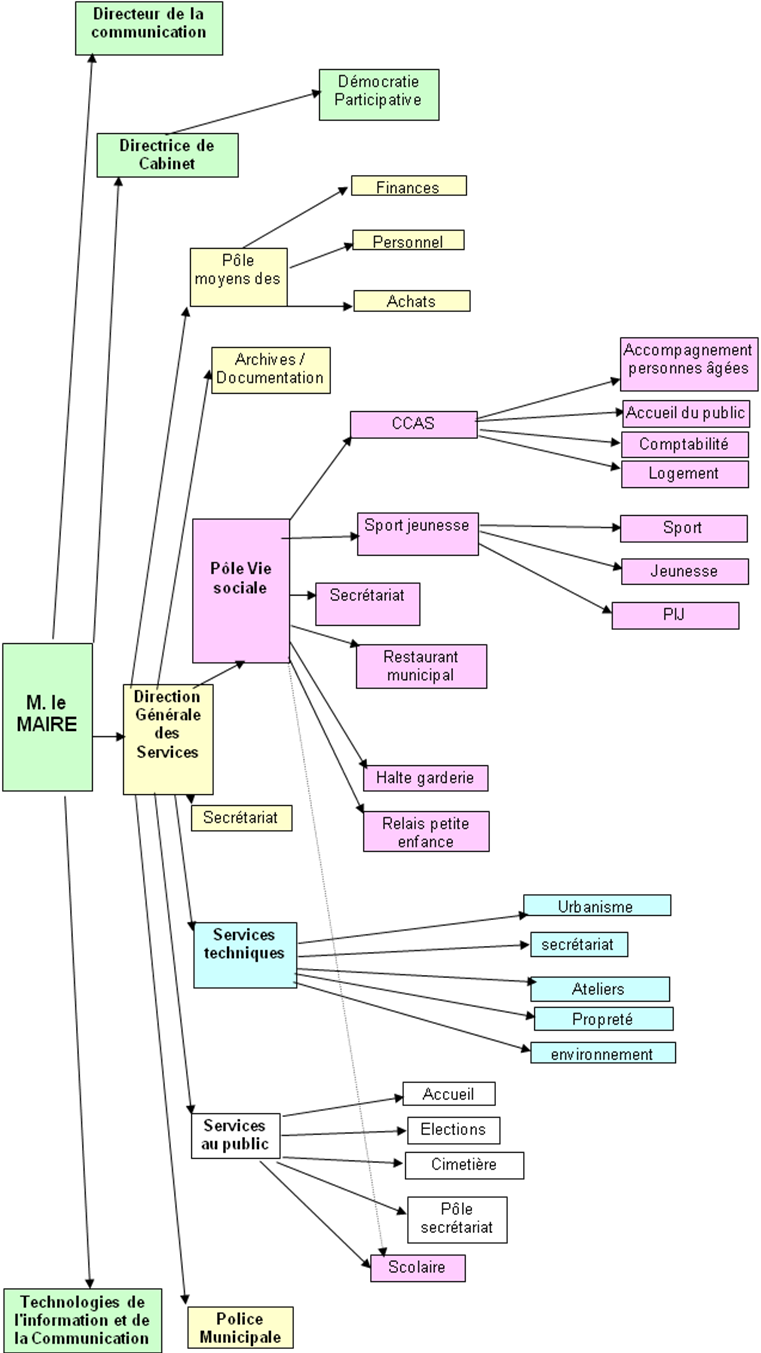 Directeur de la
communication
Démocratie
Participative
Directrice de
Cabinet
Finances
Pôle
moyens des
Personnel
Achats
Archives /
Documentation
Accompagnement
personnes âgées
CCAS
Accueil du public
Comptabilité
Logement
Sport jeunesse
Sport
Jeunesse
PIJ
Pôle Vie
sociale
Secrétariat
Restaurant
municipal
M. le
MAIRE
Direction
Générale
des
Services
Halte garderie
Secrétariat
Relais petite
enfance
Services
techniques
Urbanisme
secrétariat
Ateliers
Propreté
environnement
Services
au public
Accueil
Elections
Cimetière
Pôle
secrétariat
Scolaire
Technologies de
l'information et de
la Communication
Police
Municipale